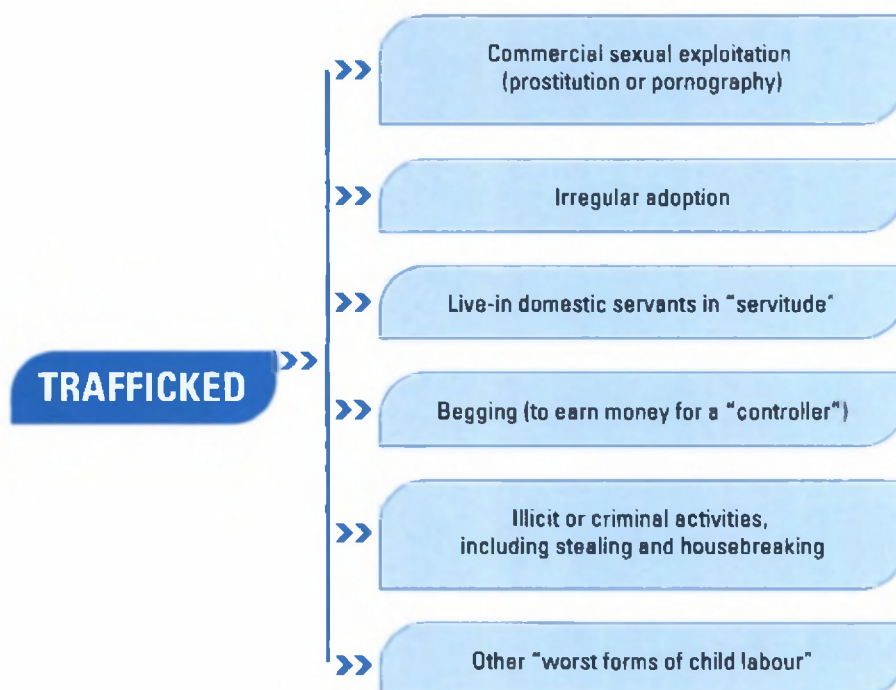 Commercial sexual exploitation
(prostitution or pornography)
Irregular adoption
Live-in domestic servants in "servitude"
TRAFFICKED
Begging (to earn money for a "controller")
Illicit or criminal activities,
including stealing and housebreaking
Other "worst forms of child labour"